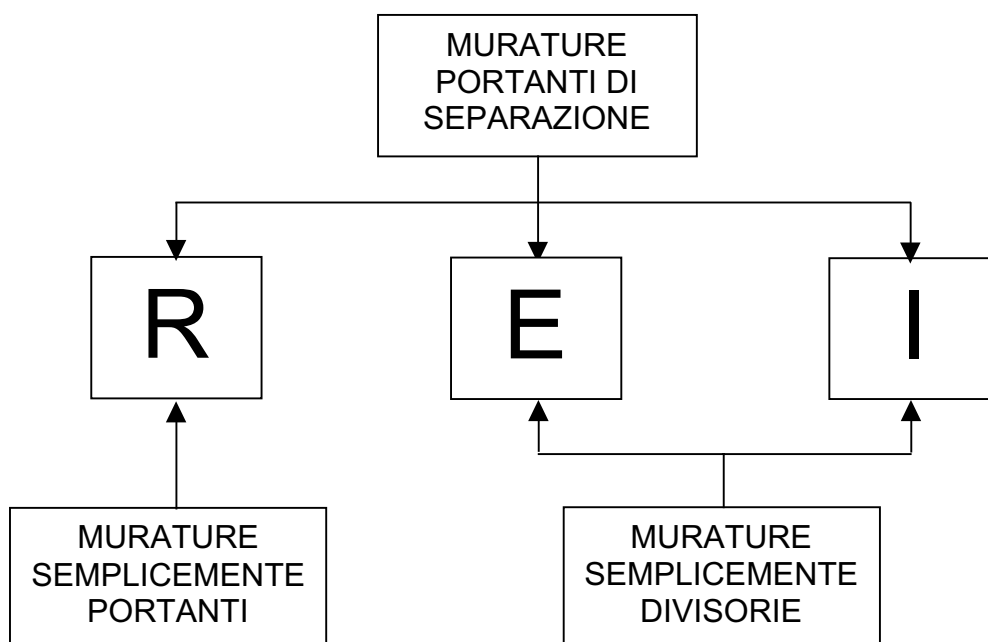 MURATURE
PORTANTI DI
SEPARAZIONE
R E I
MURATURE
SEMPLICEMENTE
PORTANTI
MURATURE
SEMPLICEMENTE
DIVISORIE